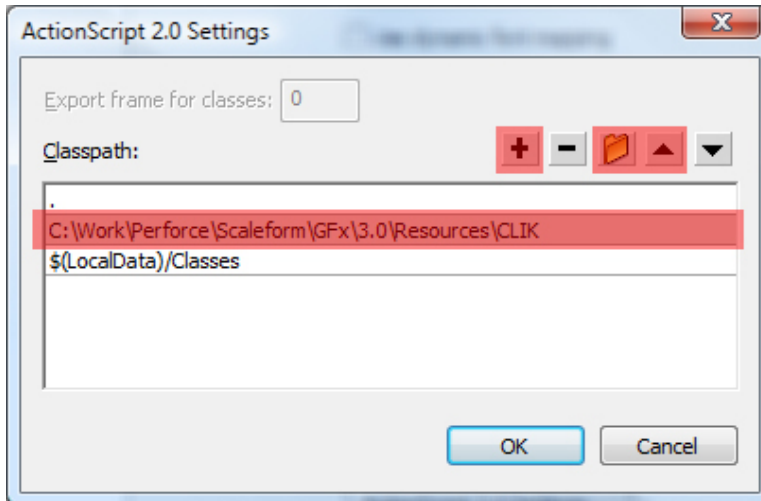 ActionScript 2.0 Settings
Export frame for classes: 0
Classpath:
.
C:\Work\Perforce\Scaleform\GFx\3.0\Resources\CLIK
$(LocalData)/Classes
OK Cancel